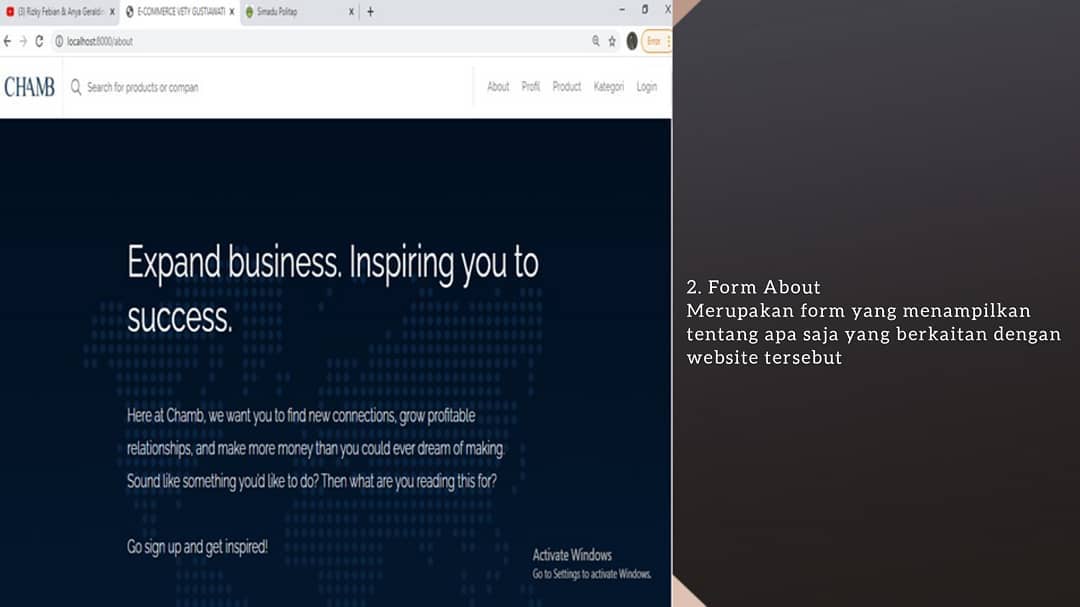 (3) Rizky Febian & Anya Geraldin
E-COMMERCE VETY GUSTIAWATI
Simadu Politap
localhost:8000/about
Error
CHAMB
Search for products or compan
About Profil Product Kategori Login
Expand business. Inspiring you to
success.
Here at Chamb, we want you to find new connections, grow profitable
relationships, and make more money than you could ever dream of making.
Sound like something you'd like to do? Then what are you reading this for?
Go sign up and get inspired!
Activate Windows
Go to Settings to activate Windows.
2. Form About
Merupakan form yang menampilkan
tentang apa saja yang berkaitan dengan
website tersebut